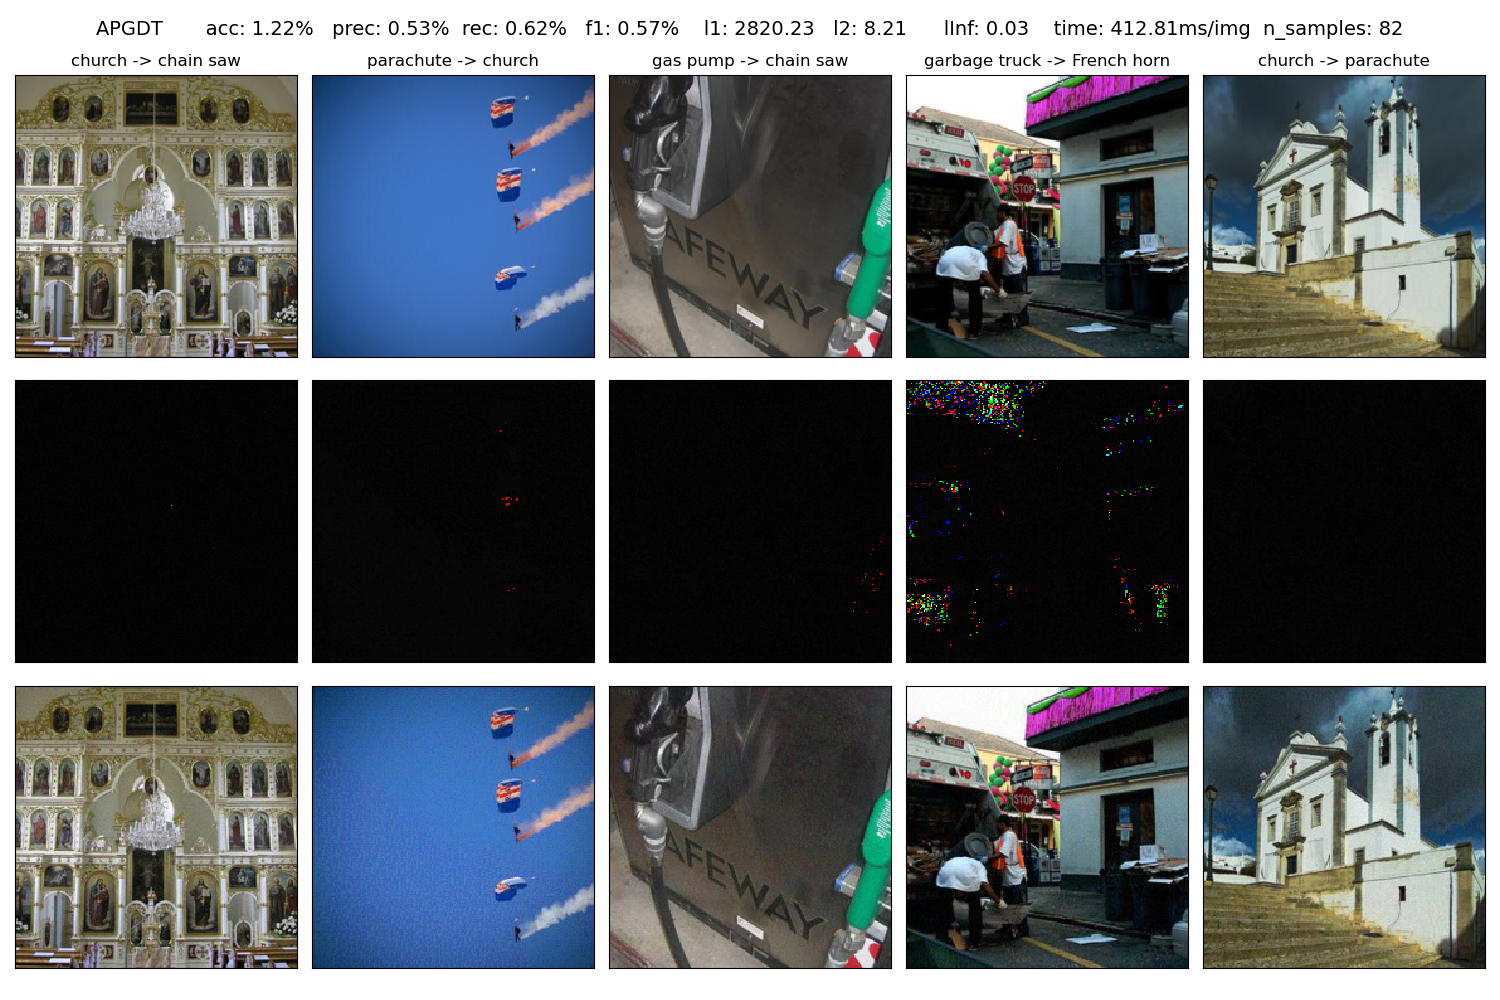 APGDT acc: 1.22% prec: 0.53% rec: 0.62% f1: 0.57% l1: 2820.23 l2: 8.21 lInf: 0.03 time: 412.81ms/img n_samples: 82
church -> chain saw
parachute -> church
gas pump -> chain saw
garbage truck -> French horn
church -> parachute
AFEWAY
STOP
AFEWAY
STOP